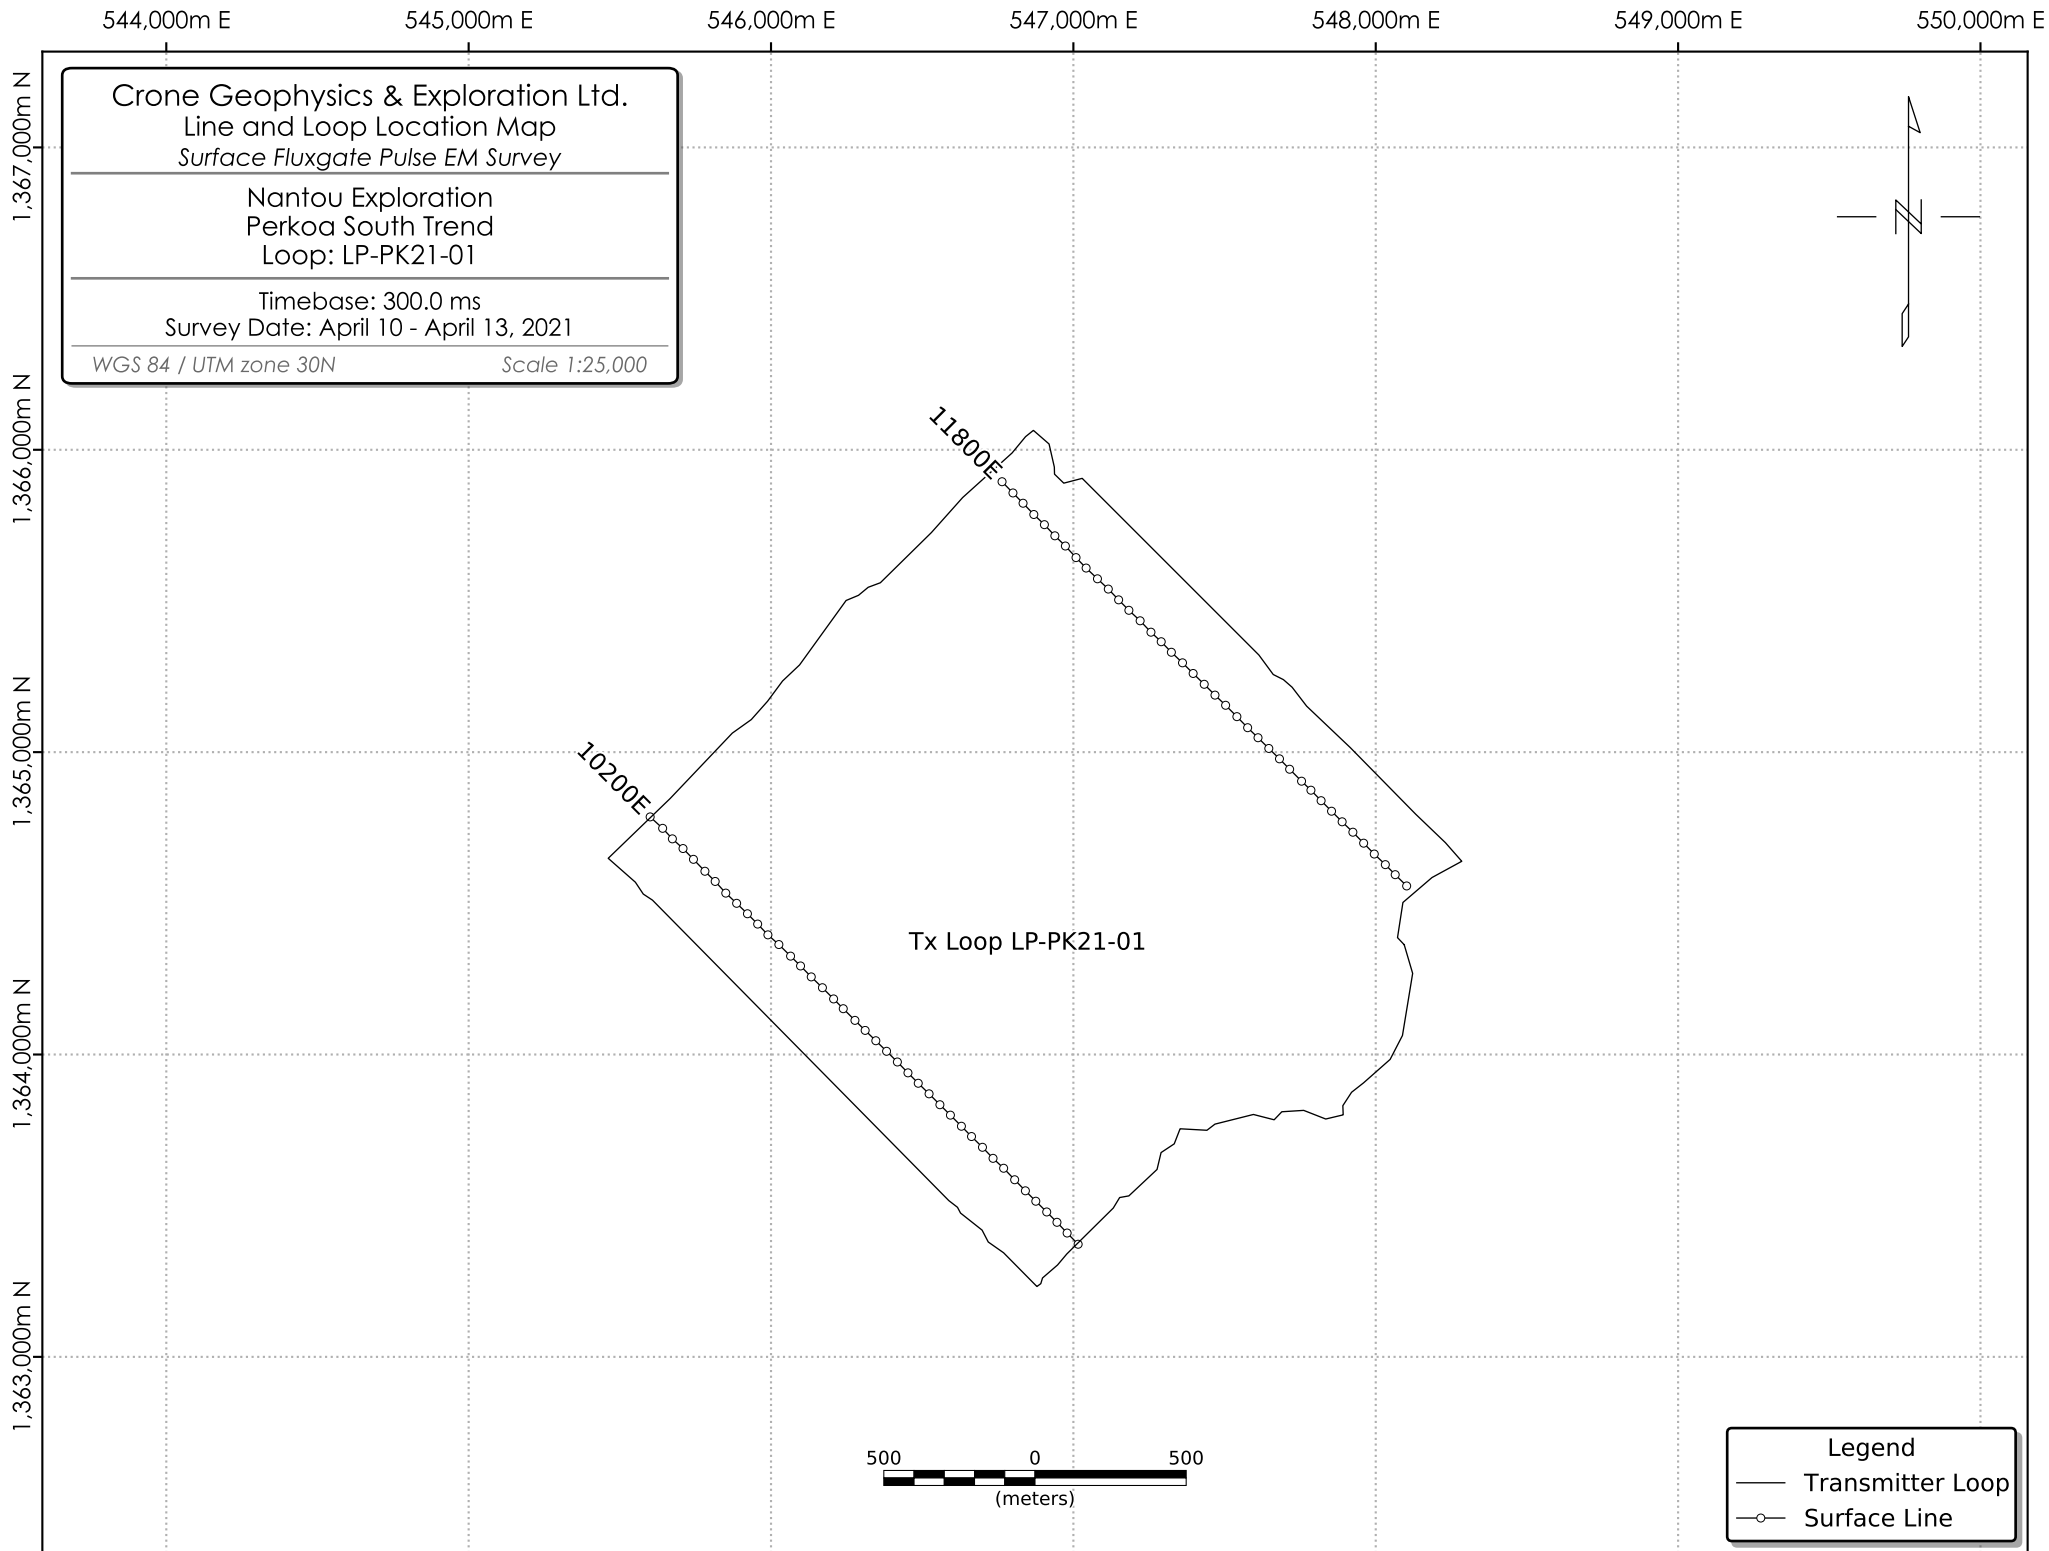 544,000m E 545,000m E 546,000m E 547,000m E 548,000m E 549,000m E 550,000m E
1,367,000m N
1,366,000m N
1,365,000m N
1,364,000m N
1,363,000m N
Crone Geophysics & Exploration Ltd.
Line and Loop Location Map
Surface Fluxgate Pulse EM Survey
Nantou Exploration
Perkoa South Trend
Loop: LP-PK21-01
Timebase: 300.0 ms
Survey Date: April 10 - April 13, 2021
WGS 84 / UTM zone 30N Scale 1:25,000
N
11800E
10200E
Tx Loop LP-PK21-01
500 0 500
(meters)
Legend
Transmitter Loop
Surface Line